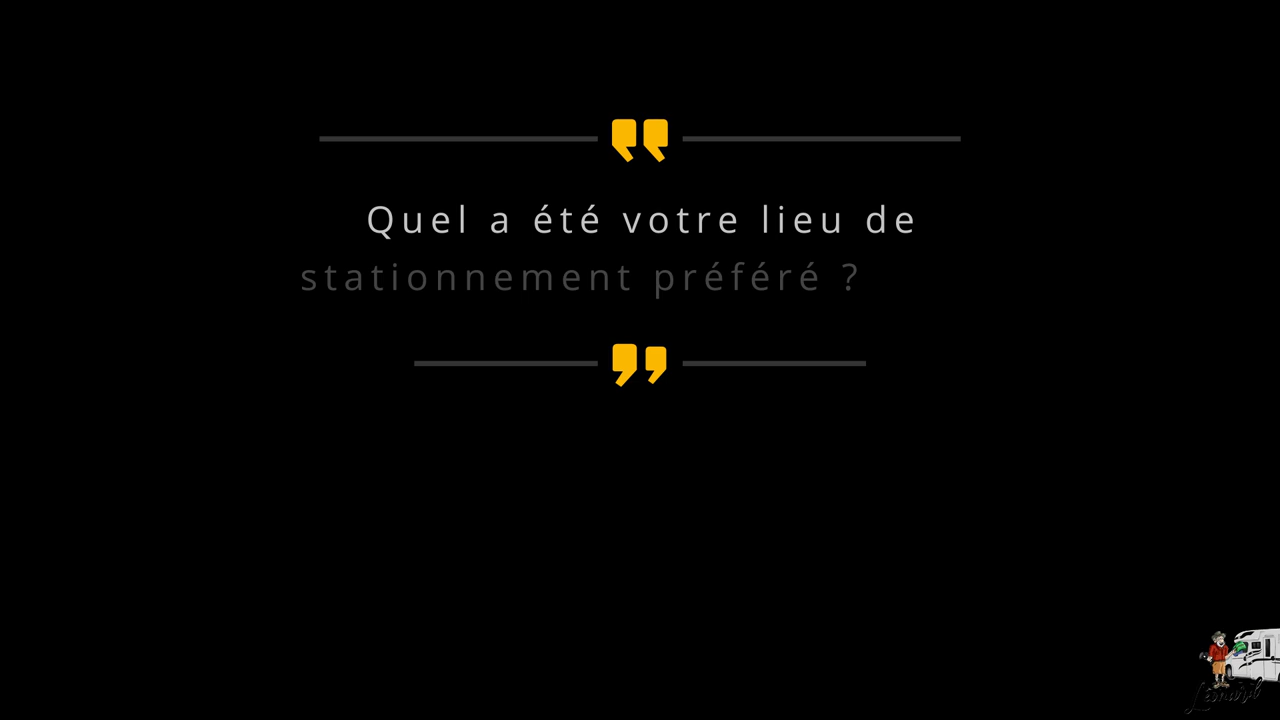 Quel a été votre lieu de
stationnement préféré ?